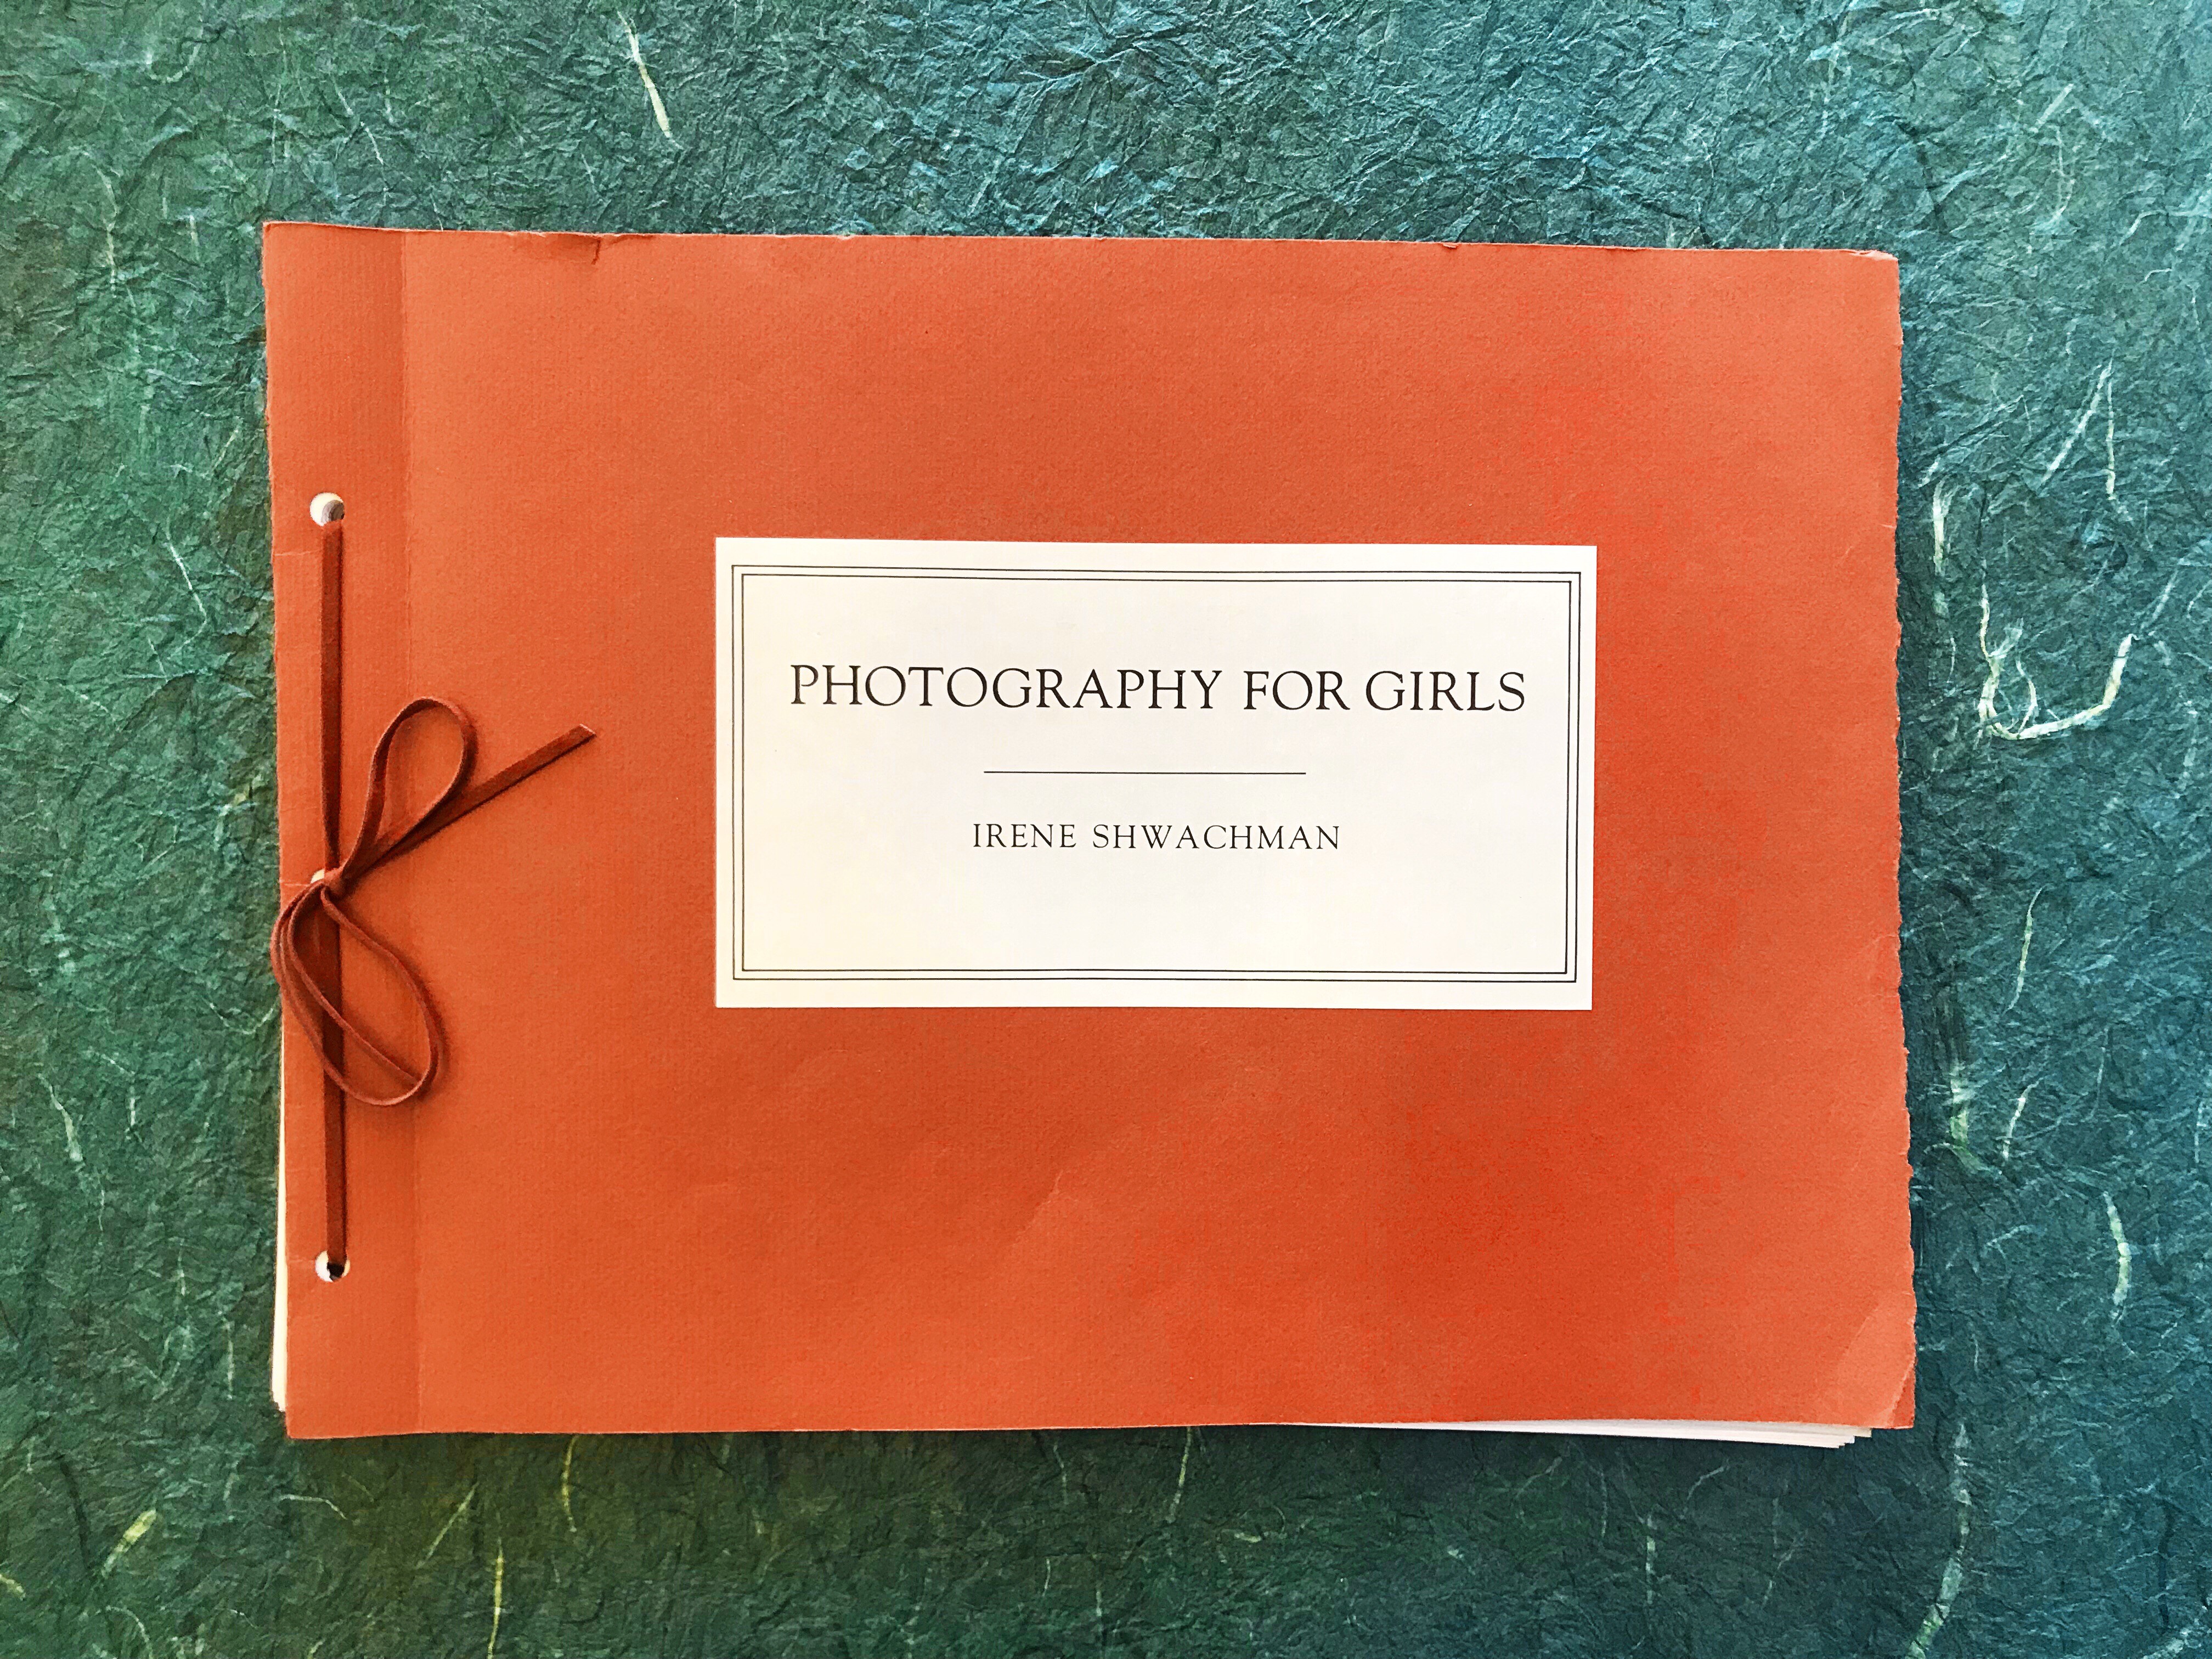 PHOTOGRAPHY FOR GIRLS
IRENE SHWACHMAN